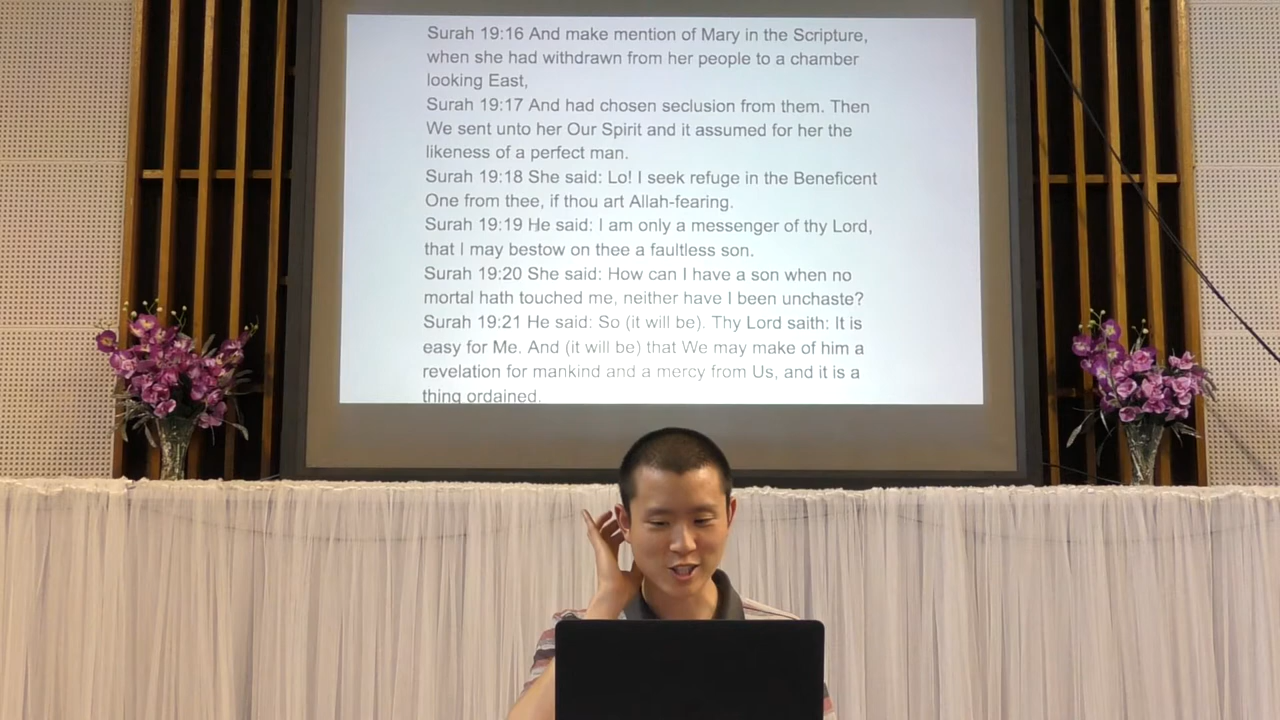 Surah 19:16 And make mention of Mary in the Scripture,
when she had withdrawn from her people to a chamber
looking East,
Surah 19:17 And had chosen seclusion from them. Then
We sent unto her Our Spirit and it assumed for her the
likeness of a perfect man.
Surah 19:18 She said: Lo! I seek refuge in the Beneficent
One from thee, if thou art Allah-fearing.
Surah 19:19 He said: I am only a messenger of thy Lord,
that I may bestow on thee a faultless son.
Surah 19:20 She said: How can I have a son when no
mortal hath touched me, neither have I been unchaste?
Surah 19:21 He said: So (it will be). Thy Lord saith: It is
easy for Me. And (it will be) that We may make of him a
revelation for mankind and a mercy from Us, and it is a
thing ordained.